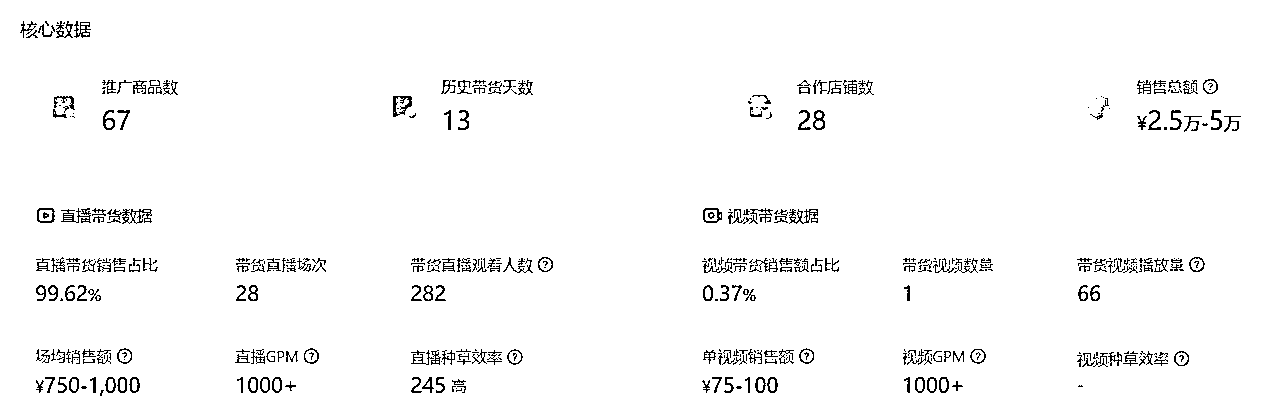 核心数据
推广商品数 历史带货天数 合作店铺数 销售总额
67 13 28 ¥2.5万-5万
直播带货数据 视频带货数据
直播带货销售占比 带货直播场次 带货直播观看人数 视频带货销售额占比 带货视频数量 带货视频播放量
99.62% 28 282 0.37% 1 66
场均销售额 直播GPM 直播种草效率 单视频销售额 视频GPM 视频种草效率
¥750-1,000 1000+ 245 高 ¥75-100 1000+ -